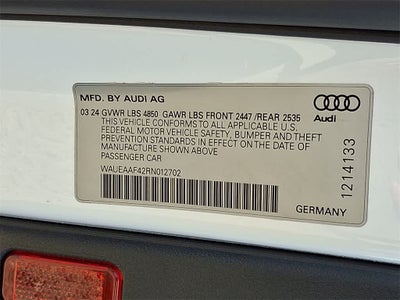 MFD. BY AUDI AG
03 24 GVWR LBS 4850 GAWR LBS FRONT 2447 /REAR 2535
THIS VEHICLE CONFORMS TO ALL APPLICABLE U.S.
FEDERAL MOTOR VEHICLE SAFETY, BUMPER AND THEFT
PREVENTION STANDARDS IN EFFECT ON THE DATE OF
MANUFACTURE SHOWN ABOVE.
PASSENGER CAR
WAUEAAF42RN012702
Audi
1214133
GERMANY